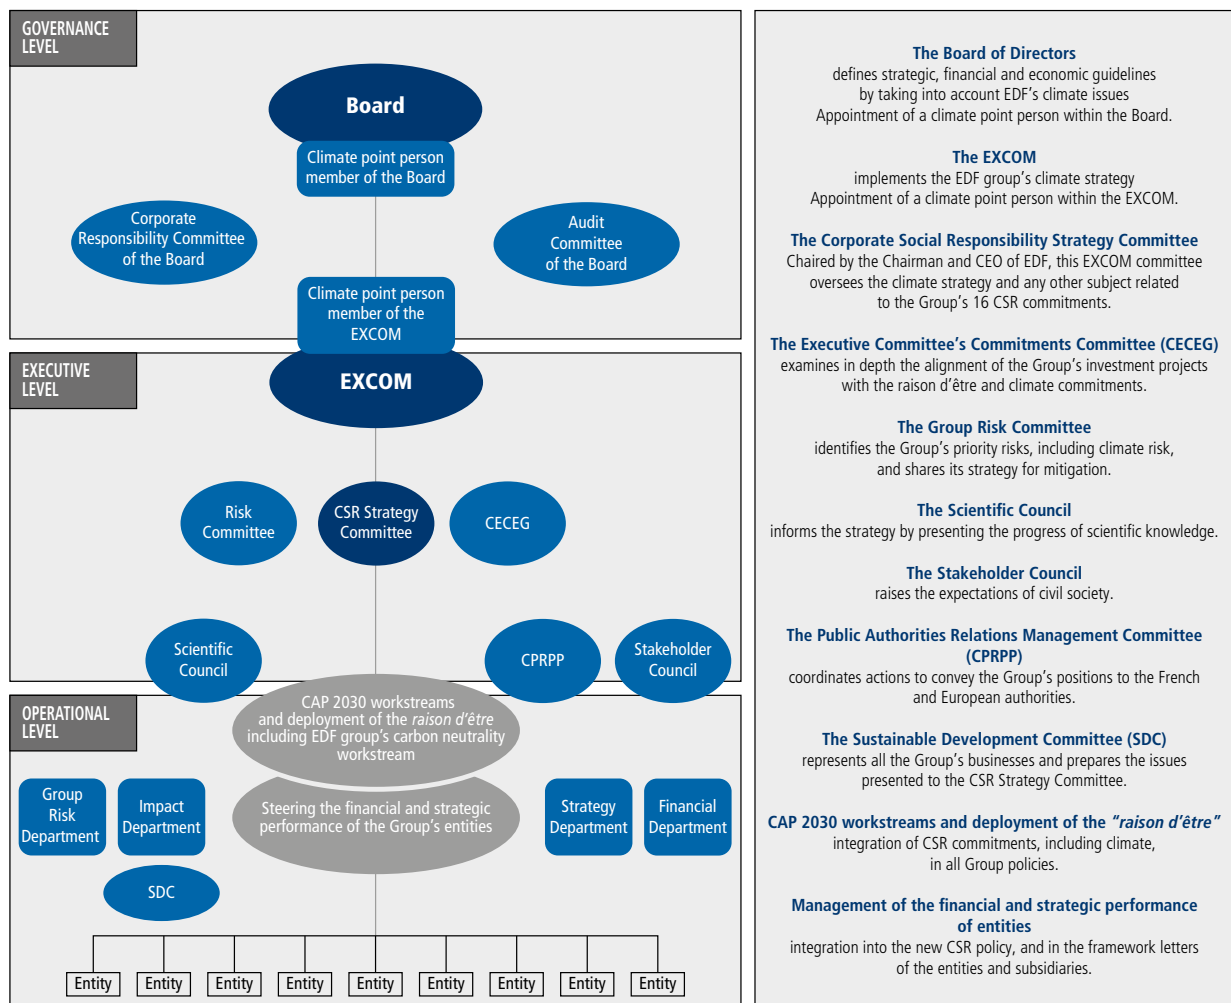 GOVERNANCE
LEVEL
Board
Climate point person
member of the Board
Corporate
Responsibility Committee
of the Board
Audit
Committee
of the Board
Climate point person
member of the
EXCOM
EXECUTIVE
LEVEL
EXCOM
Risk
Committee
CSR Strategy
Committee
CECEG
Scientific
Council
CPRPP
Stakeholder
Council
OPERATIONAL
LEVEL
CAP 2030 workstreams
and deployment of the raison d'être
including EDF group's carbon neutrality
workstream
Group
Risk
Department
Impact
Department
Steering the financial and strategic
performance of the Group's entities
Strategy
Department
Financial
Department
SDC
Entity
Entity
Entity
Entity
Entity
Entity
Entity
Entity
Entity
The Board of Directors
defines strategic, financial and economic guidelines
by taking into account EDF's climate issues
Appointment of a climate point person within the Board.
The EXCOM
implements the EDF group's climate strategy
Appointment of a climate point person within the EXCOM.
The Corporate Social Responsibility Strategy Committee
Chaired by the Chairman and CEO of EDF, this EXCOM committee
oversees the climate strategy and any other subject related
to the Group's 16 CSR commitments.
The Executive Committee's Commitments Committee (CECEG)
examines in depth the alignment of the Group's investment projects
with the raison d'être and climate commitments.
The Group Risk Committee
identifies the Group's priority risks, including climate risk,
and shares its strategy for mitigation.
The Scientific Council
informs the strategy by presenting the progress of scientific knowledge.
The Stakeholder Council
raises the expectations of civil society.
The Public Authorities Relations Management Committee
(CPRPP)
coordinates actions to convey the Group's positions to the French
and European authorities.
The Sustainable Development Committee (SDC)
represents all the Group's businesses and prepares the issues
presented to the CSR Strategy Committee.
CAP 2030 workstreams and deployment of the "raison d'être"
integration of CSR commitments, including climate,
in all Group policies.
Management of the financial and strategic performance
of entities
integration into the new CSR policy, and in the framework letters
of the entities and subsidiaries.